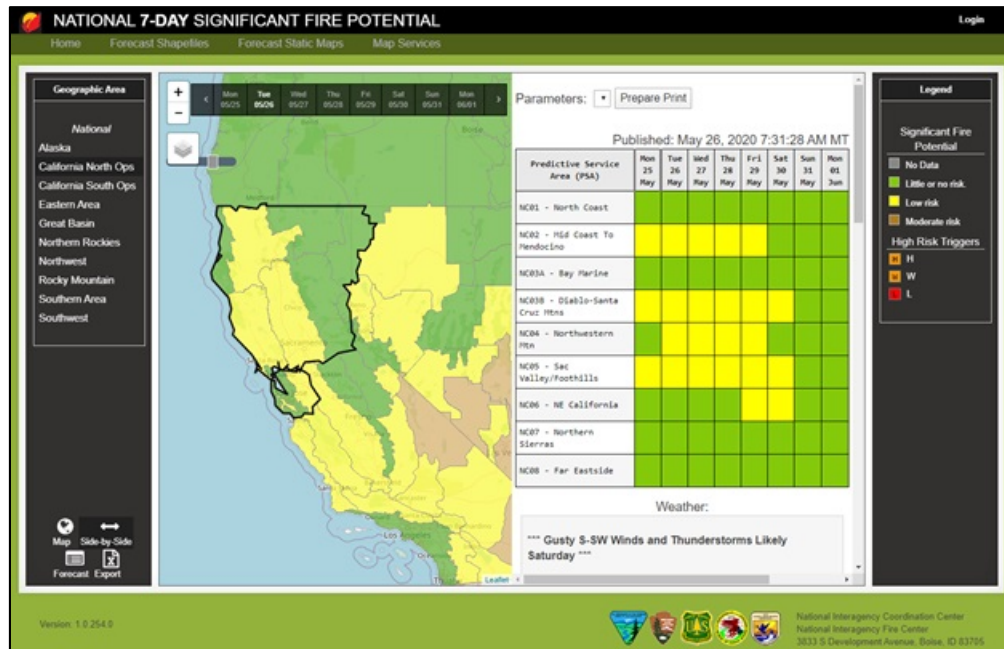 NATIONAL 7-DAY SIGNIFICANT FIRE POTENTIAL
Login
Home Forecast Shapefiles Forecast Static Maps Map Services
Geographic Area
National
Alaska
California North Ops
California South Ops
Eastern Area
Great Basin
Northern Rockies
Northwest
Rocky Mountain
Southern Area
Southwest
Map Side-by-Side
Forecast Export
+
−
‹ Mon Tue Wed Thu Fri Sat Sun Mon ›
05/25 05/26 05/27 05/28 05/29 05/30 05/31 06/01
Boise
Medford
Sacramento
Los Angeles
Leaflet
Parameters: Prepare Print
Published: May 26, 2020 7:31:28 AM MT
Predictive Service
Area (PSA)
Mon Tue Wed Thu Fri Sat Sun Mon
25 26 27 28 29 30 31 01
May May May May May May May Jun
NC01 - North Coast
NC02 - Mid Coast To
Mendocino
NC03A - Bay Marine
NC03B - Diablo-Santa
Cruz Mtns
NC04 - Northwestern
Mtn
NC05 - Sac
Valley/Foothills
NC06 - NE California
NC07 - Northern
Sierras
NC08 - Far Eastside
Weather:
*** Gusty S-SW Winds and Thunderstorms Likely
Saturday ***
Legend
Significant Fire
Potential
No Data
Little or no risk.
Low risk
Moderate risk
High Risk Triggers
H H
W W
L L
Version: 1.0.254.0
National Interagency Coordination Center
National Interagency Fire Center
3833 S Development Avenue, Boise, ID 83705